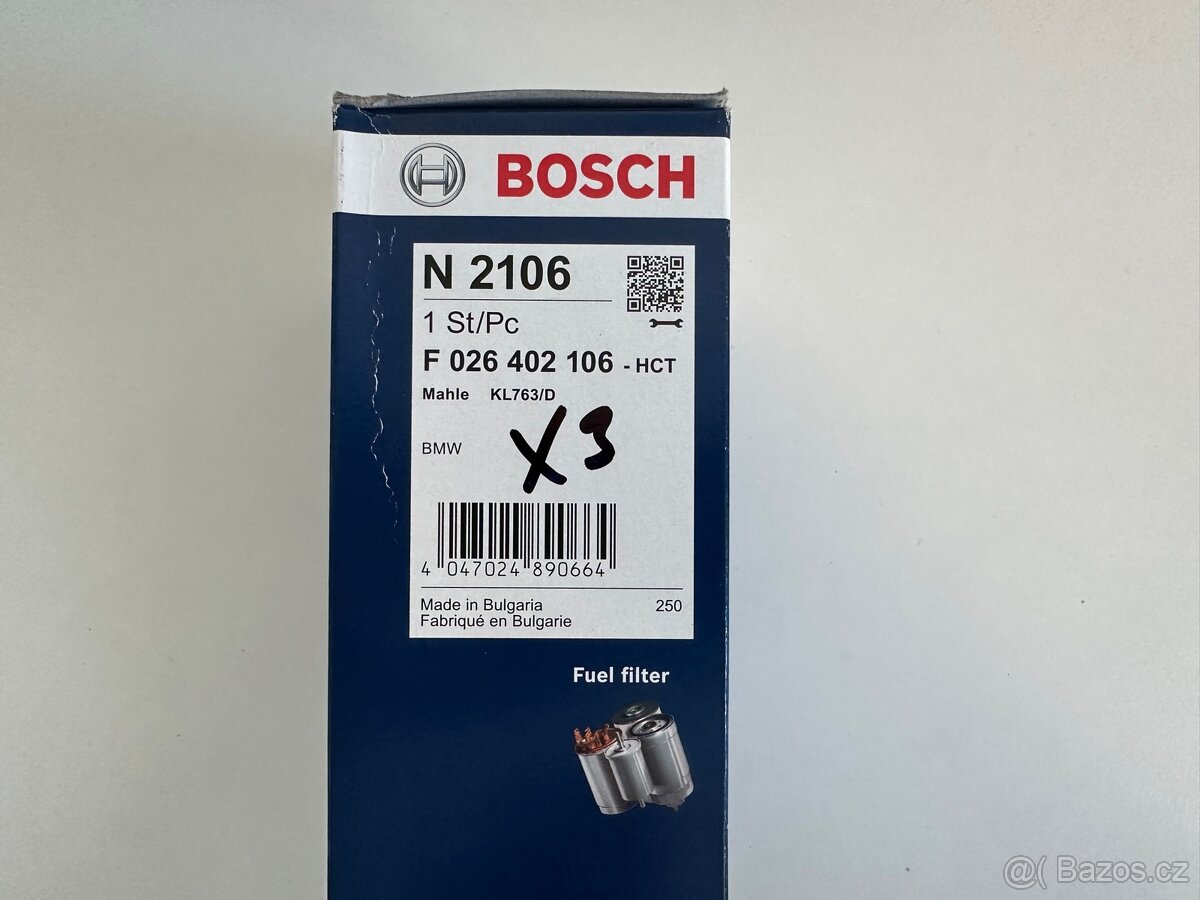 BOSCH
N 2106
1 St/Pc
F 026 402 106 - HCT
Mahle KL763/D
BMW X3
4 047024 890664
Made in Bulgaria 250
Fabriqué en Bulgarie
Fuel filter
@( Bazos.cz